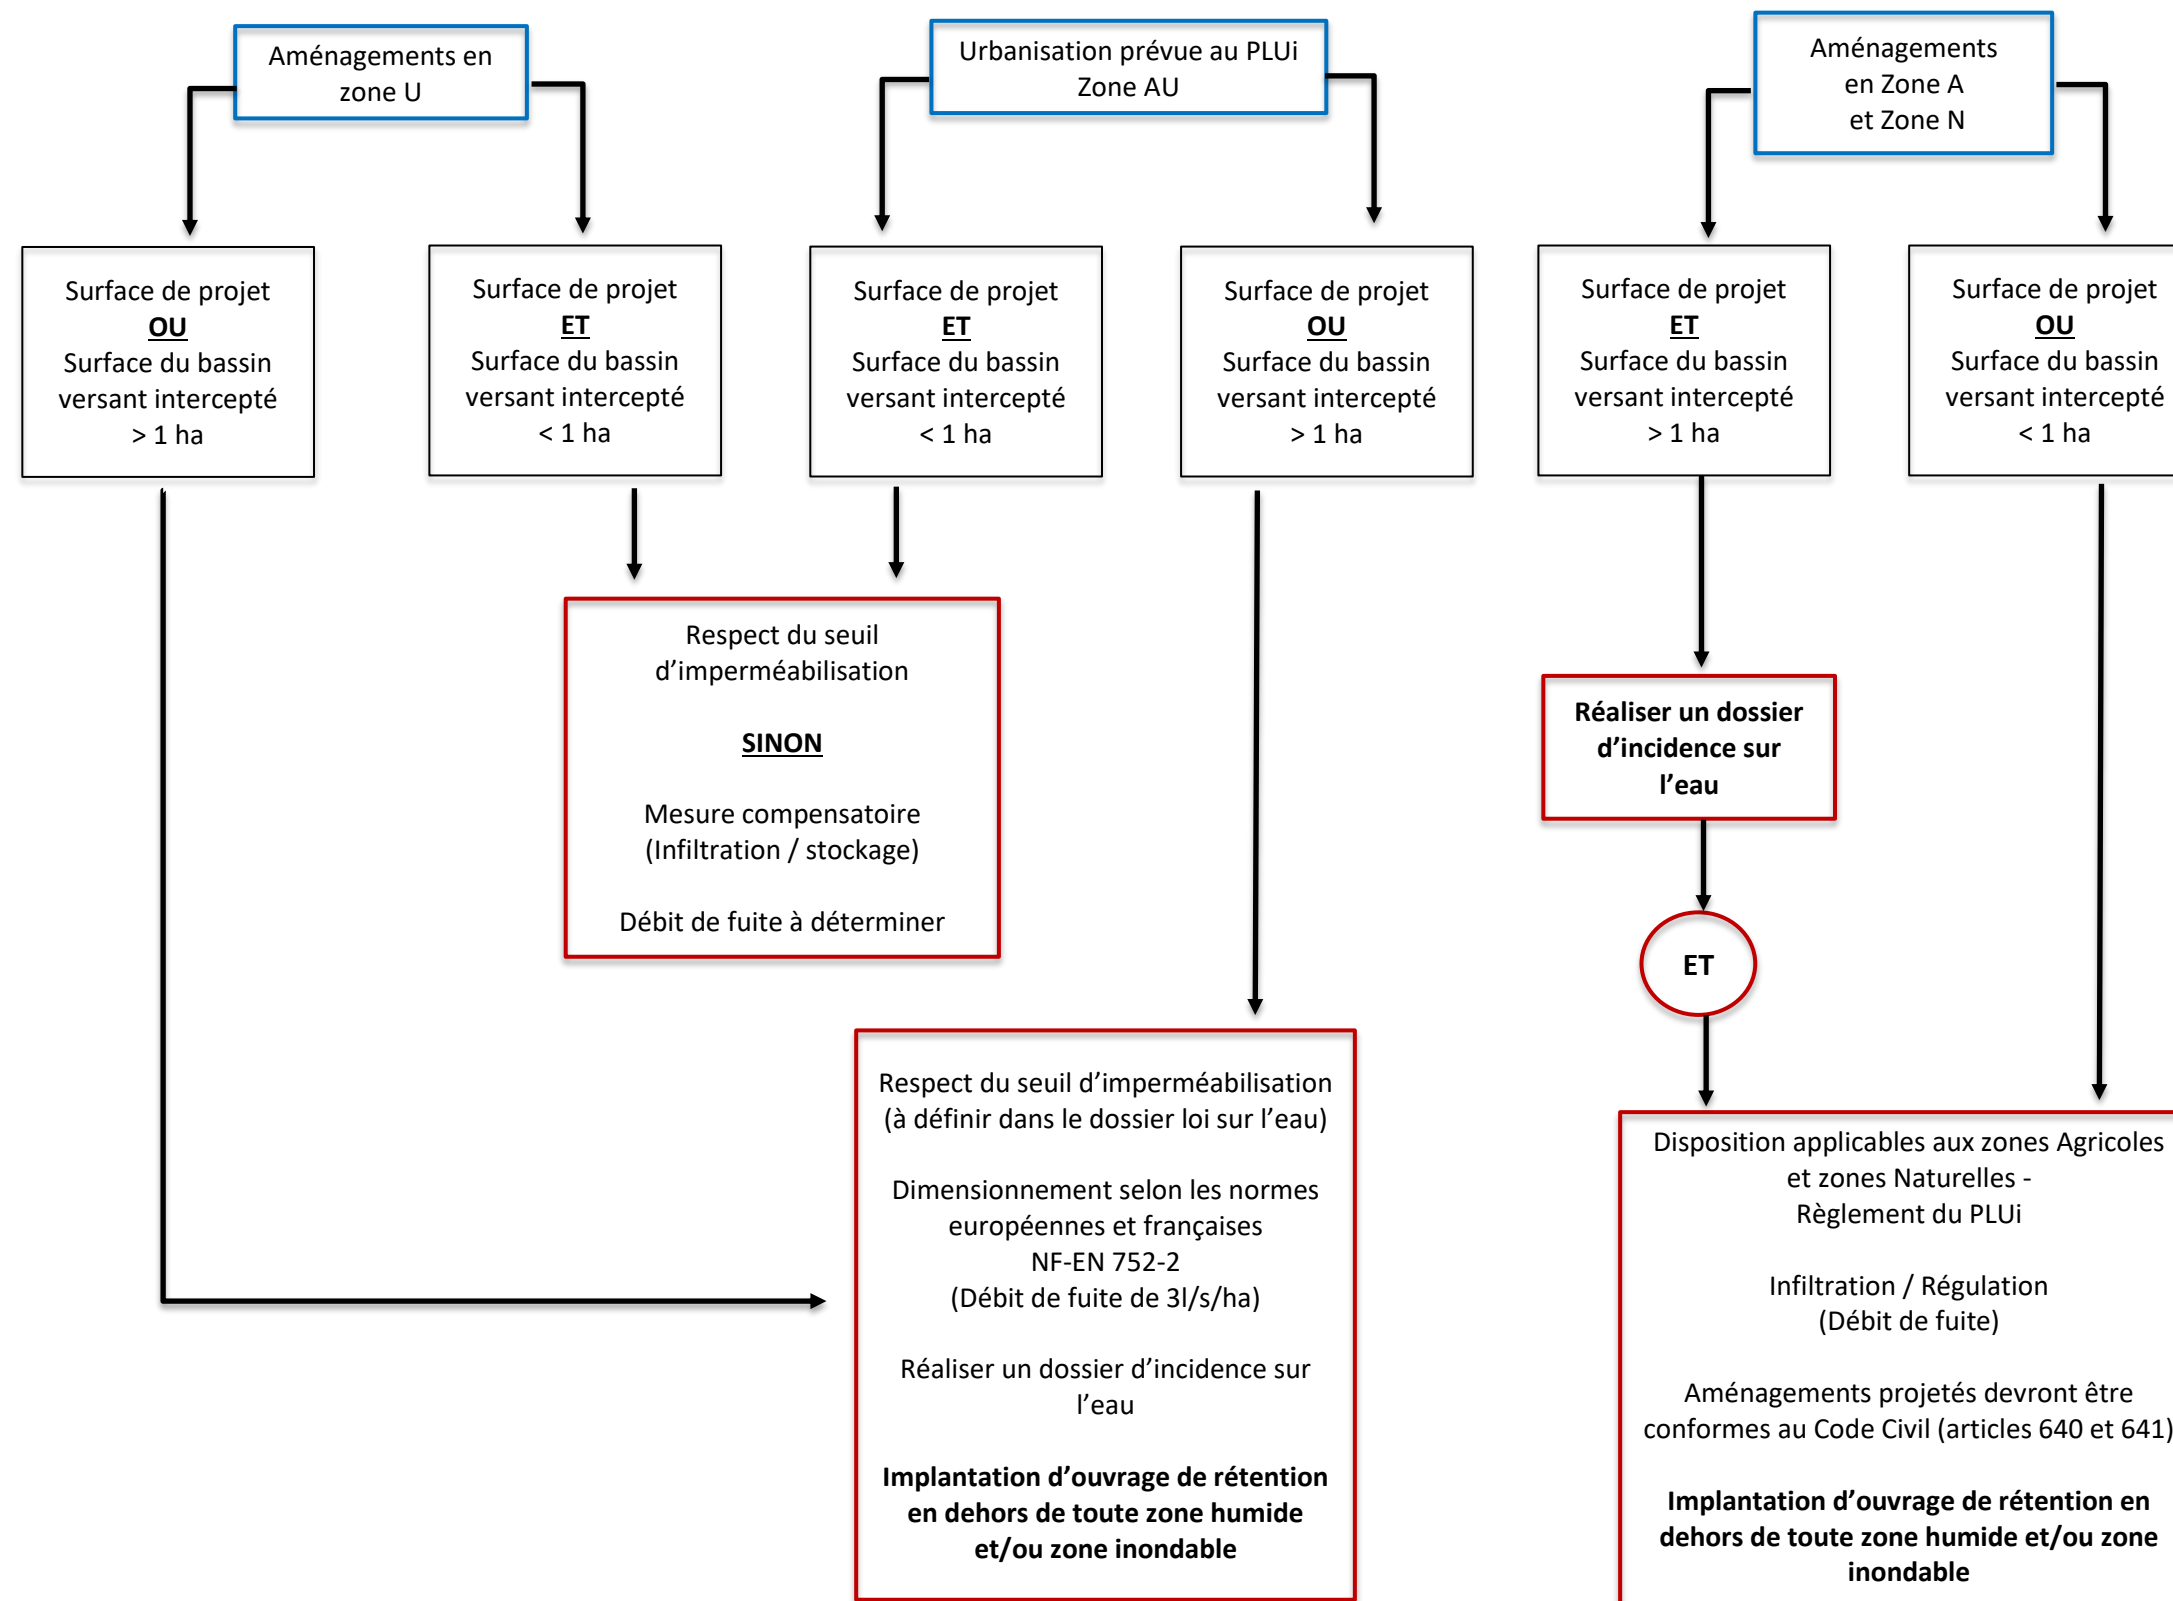 Aménagements en
zone U
Urbanisation prévue au PLUi
Zone AU
Aménagements
en Zone A
et Zone N
Surface de projet
OU
Surface du bassin
versant intercepté
> 1 ha
Surface de projet
ET
Surface du bassin
versant intercepté
< 1 ha
Surface de projet
ET
Surface du bassin
versant intercepté
< 1 ha
Surface de projet
OU
Surface du bassin
versant intercepté
> 1 ha
Surface de projet
ET
Surface du bassin
versant intercepté
> 1 ha
Surface de projet
OU
Surface du bassin
versant intercepté
< 1 ha
Respect du seuil
d’imperméabilisation
SINON
Mesure compensatoire
(Infiltration / stockage)
Débit de fuite à déterminer
Réaliser un dossier
d’incidence sur
l’eau
ET
Respect du seuil d’imperméabilisation
(à définir dans le dossier loi sur l’eau)
Dimensionnement selon les normes
européennes et françaises
NF-EN 752-2
(Débit de fuite de 3l/s/ha)
Réaliser un dossier d’incidence sur
l’eau
Implantation d’ouvrage de rétention
en dehors de toute zone humide
et/ou zone inondable
Disposition applicables aux zones Agricoles
et zones Naturelles -
Règlement du PLUi
Infiltration / Régulation
(Débit de fuite)
Aménagements projetés devront être
conformes au Code Civil (articles 640 et 641)
Implantation d’ouvrage de rétention en
dehors de toute zone humide et/ou zone
inondable